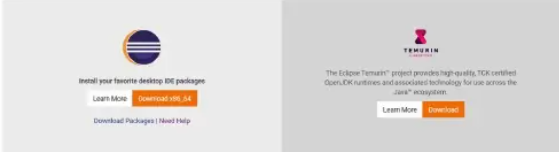 Install your favorite desktop IDE packages
Learn More
Download x86_64
Download Packages | Need Help
TEMURIN
The Eclipse Temurin™ project provides high-quality, TCK certified
OpenJDK runtimes and associated technology for use across the
Java™ ecosystem.
Learn More
Download